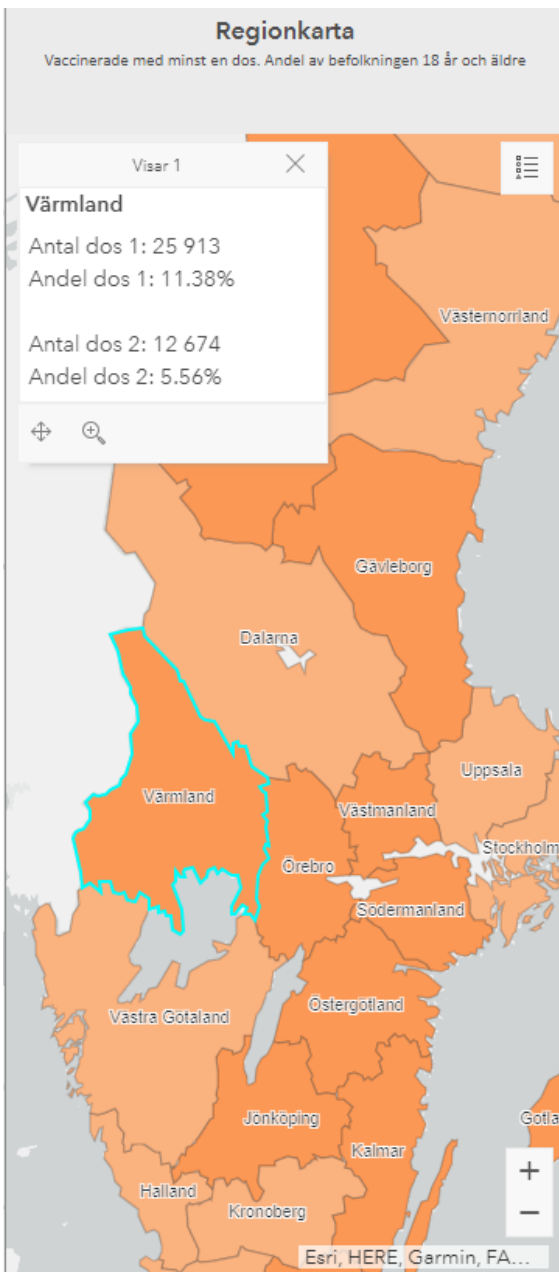 Regionkarta
Vaccinerade med minst en dos. Andel av befolkningen 18 år och äldre
Visar 1
Värmland
Antal dos 1: 25 913
Andel dos 1: 11.38%
Antal dos 2: 12 674
Andel dos 2: 5.56%
Västernorrland
Gävleborg
Dalarna
Uppsala
Värmland
Västmanland
Stockholm
Örebro
Södermanland
Östergötland
Västra Götaland
Jönköping
Gotla
Kalmar
Halland
Kronoberg
+
−
Esri, HERE, Garmin, FA...